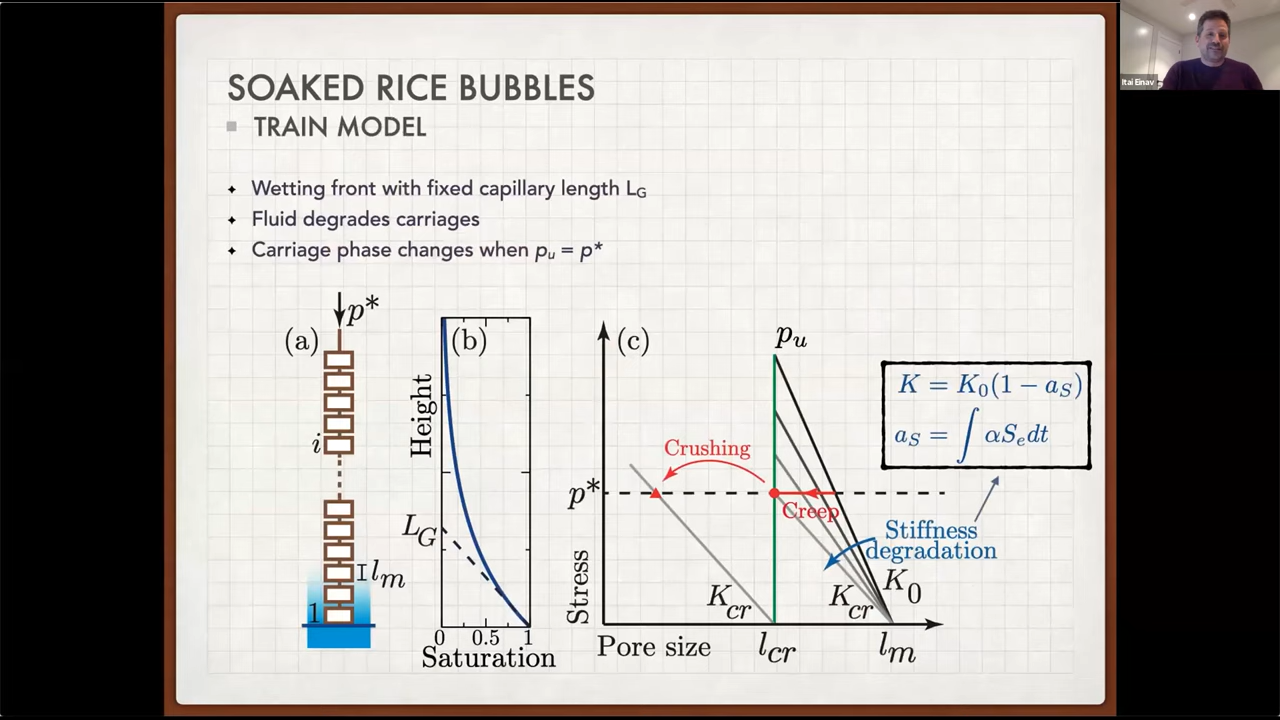 SOAKED RICE BUBBLES
TRAIN MODEL
Wetting front with fixed capillary length L_G
Fluid degrades carriages
Carriage phase changes when p_u = p*
(a)
p*
i
l_m
1
(b)
Height
L_G
0 0.5 1
Saturation
(c)
p_u
Crushing
p*
Creep
Stress
K_cr
K_cr
K_0
Stiffness
degradation
Pore size
l_cr
l_m
K = K_0(1 − a_S)
a_S = ∫ αS_e dt
Itai Einav